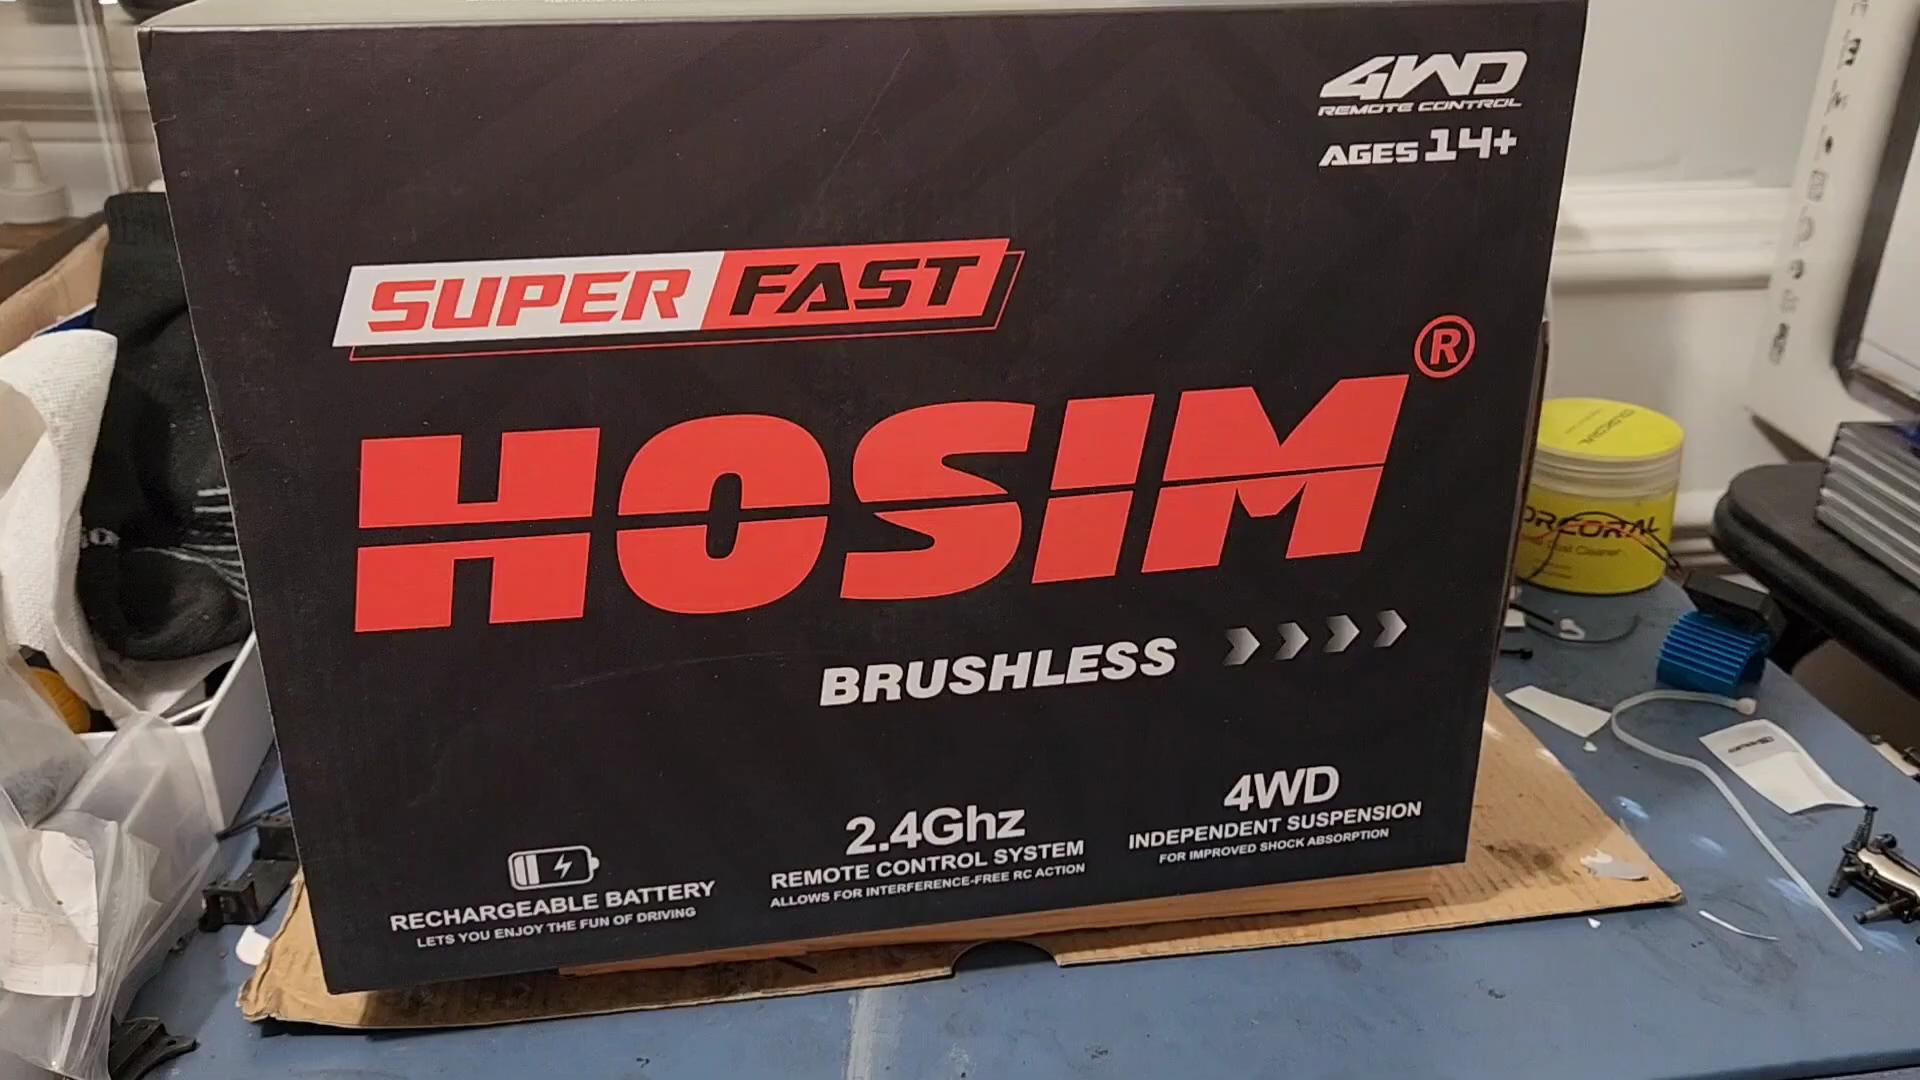 4WD
REMOTE CONTROL
AGES 14+
SUPER FAST
HOSIM®
BRUSHLESS
RECHARGEABLE BATTERY
LETS YOU ENJOY THE FUN OF DRIVING
2.4Ghz
REMOTE CONTROL SYSTEM
ALLOWS FOR INTERFERENCE-FREE RC ACTION
4WD
INDEPENDENT SUSPENSION
FOR IMPROVED SHOCK ABSORPTION
Cleaner